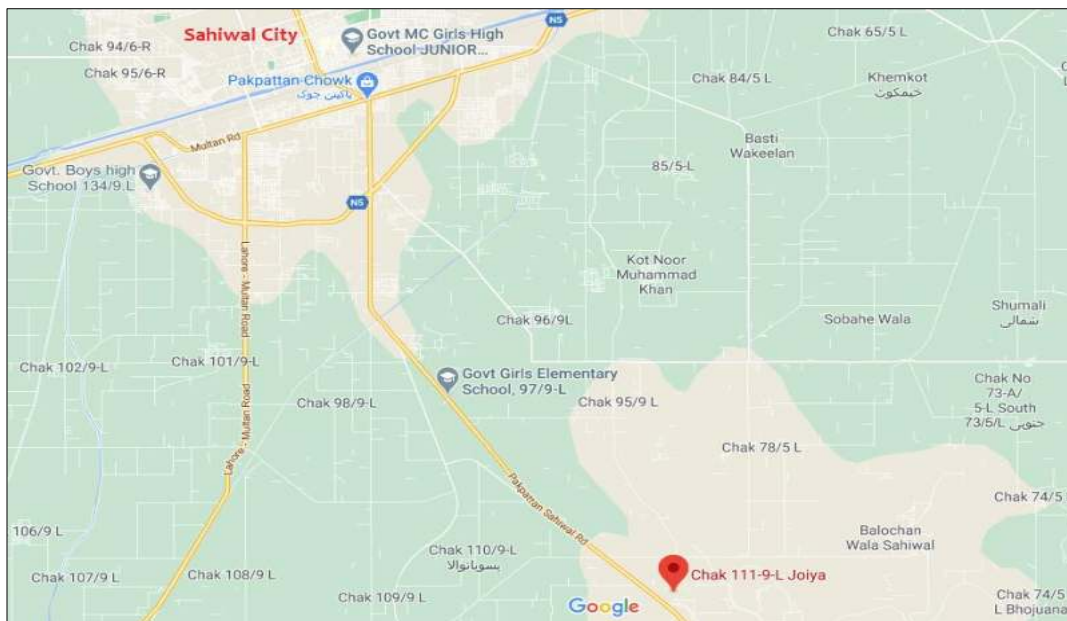 Chak 94/6-R
Sahiwal City
Govt MC Girls High
School JUNIOR...
N5
Chak 65/5 L
Chak 95/6-R
Pakpattan Chowk
پاکپتن چوک
Chak 84/5 L
Khemkot
خیمکوٹ
Multan Rd
Basti
Wakeelan
Govt. Boys high
School 134/9.L
85/5-L
N5
Lahore - Multan Road
Kot Noor
Muhammad
Khan
Shumali
شمالی
Chak 96/9L
Sobahe Wala
Chak 102/9-L
Chak 101/9-L
Govt Girls Elementary
School, 97/9-L
Chak No
73-A/
5-L South
73/5/L جنوبی
Chak 98/9-L
Chak 95/9 L
Lahore - Multan Road
Chak 78/5 L
Pakpattan Sahiwal Rd
Chak 74/5
106/9 L
Balochan
Wala Sahiwal
Chak 110/9-L
Chak 107/9 L
Chak 108/9 L
Chak 111-9-L Joiya
Chak 109/9 L
Google
Chak 74/5
L Bhojuana